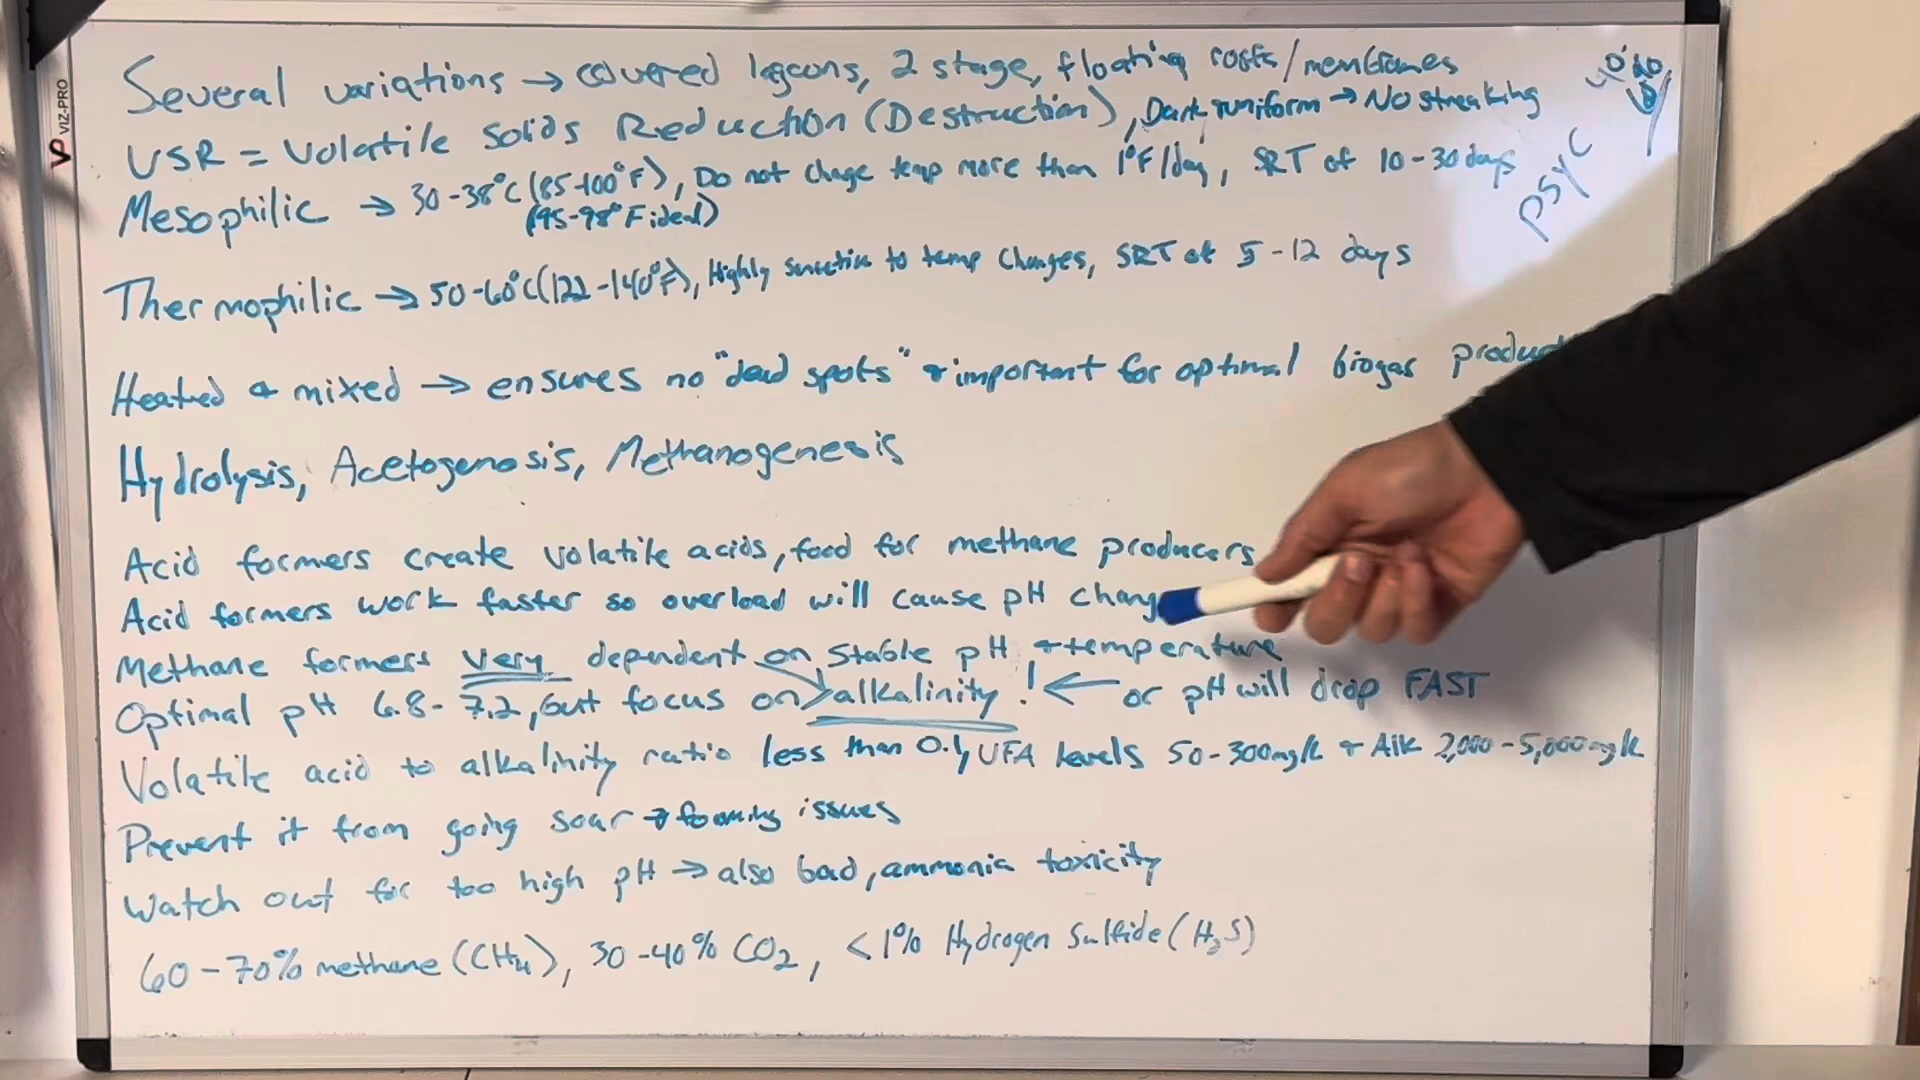 VIZ-PRO
Several variations → covered lagoons, 2 stage, floating roofs/membranes
VSR = Volatile Solids Reduction (Destruction), Dark & uniform → No streaking
Mesophilic → 30-38°C (85-100°F), Do not change temp more than 1°F/day, SRT of 10-30 days
(95-98°F ideal)
psyc
Thermophilic → 50-60°C (122-140°F), Highly sensitive to temp changes, SRT of 5-12 days
Heated & mixed → ensures no "dead spots" & important for optimal biogas product
Hydrolysis, Acetogenosis, Methanogenesis
Acid formers create volatile acids, food for methane producers
Acid formers work faster so overload will cause pH chang
Methane formers very dependent on stable pH & temperature
Optimal pH 6.8-7.2, but focus on alkalinity! ← or pH will drop FAST
Volatile acid to alkalinity ratio less than 0.1, VFA levels 50-300mg/L & Alk 2,000-5,000mg/L
Prevent it from going sour → foaming issues
Watch out for too high pH → also bad, ammonia toxicity
60-70% methane (CH4), 30-40% CO2, <1% Hydrogen Sulfide (H2S)